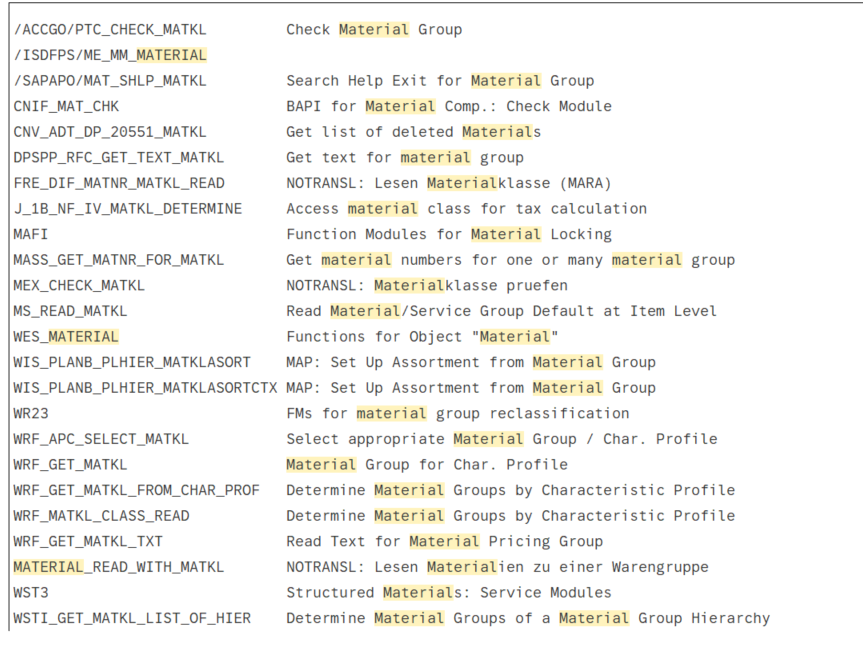 /ACCGO/PTC_CHECK_MATKL Check Material Group
/ISDFPS/ME_MM_MATERIAL
/SAPAPO/MAT_SHLP_MATKL Search Help Exit for Material Group
CNIF_MAT_CHK BAPI for Material Comp.: Check Module
CNV_ADT_DP_20551_MATKL Get list of deleted Materials
DPSPP_RFC_GET_TEXT_MATKL Get text for material group
FRE_DIF_MATNR_MATKL_READ NOTRANSL: Lesen Materialklasse (MARA)
J_1B_NF_IV_MATKL_DETERMINE Access material class for tax calculation
MAFI Function Modules for Material Locking
MASS_GET_MATNR_FOR_MATKL Get material numbers for one or many material group
MEX_CHECK_MATKL NOTRANSL: Materialklasse pruefen
MS_READ_MATKL Read Material/Service Group Default at Item Level
WES_MATERIAL Functions for Object "Material"
WIS_PLANB_PLHIER_MATKLASORT MAP: Set Up Assortment from Material Group
WIS_PLANB_PLHIER_MATKLASORTCTX MAP: Set Up Assortment from Material Group
WR23 FMs for material group reclassification
WRF_APC_SELECT_MATKL Select appropriate Material Group / Char. Profile
WRF_GET_MATKL Material Group for Char. Profile
WRF_GET_MATKL_FROM_CHAR_PROF Determine Material Groups by Characteristic Profile
WRF_MATKL_CLASS_READ Determine Material Groups by Characteristic Profile
WRF_GET_MATKL_TXT Read Text for Material Pricing Group
MATERIAL_READ_WITH_MATKL NOTRANSL: Lesen Materialien zu einer Warengruppe
WST3 Structured Materials: Service Modules
WSTI_GET_MATKL_LIST_OF_HIER Determine Material Groups of a Material Group Hierarchy